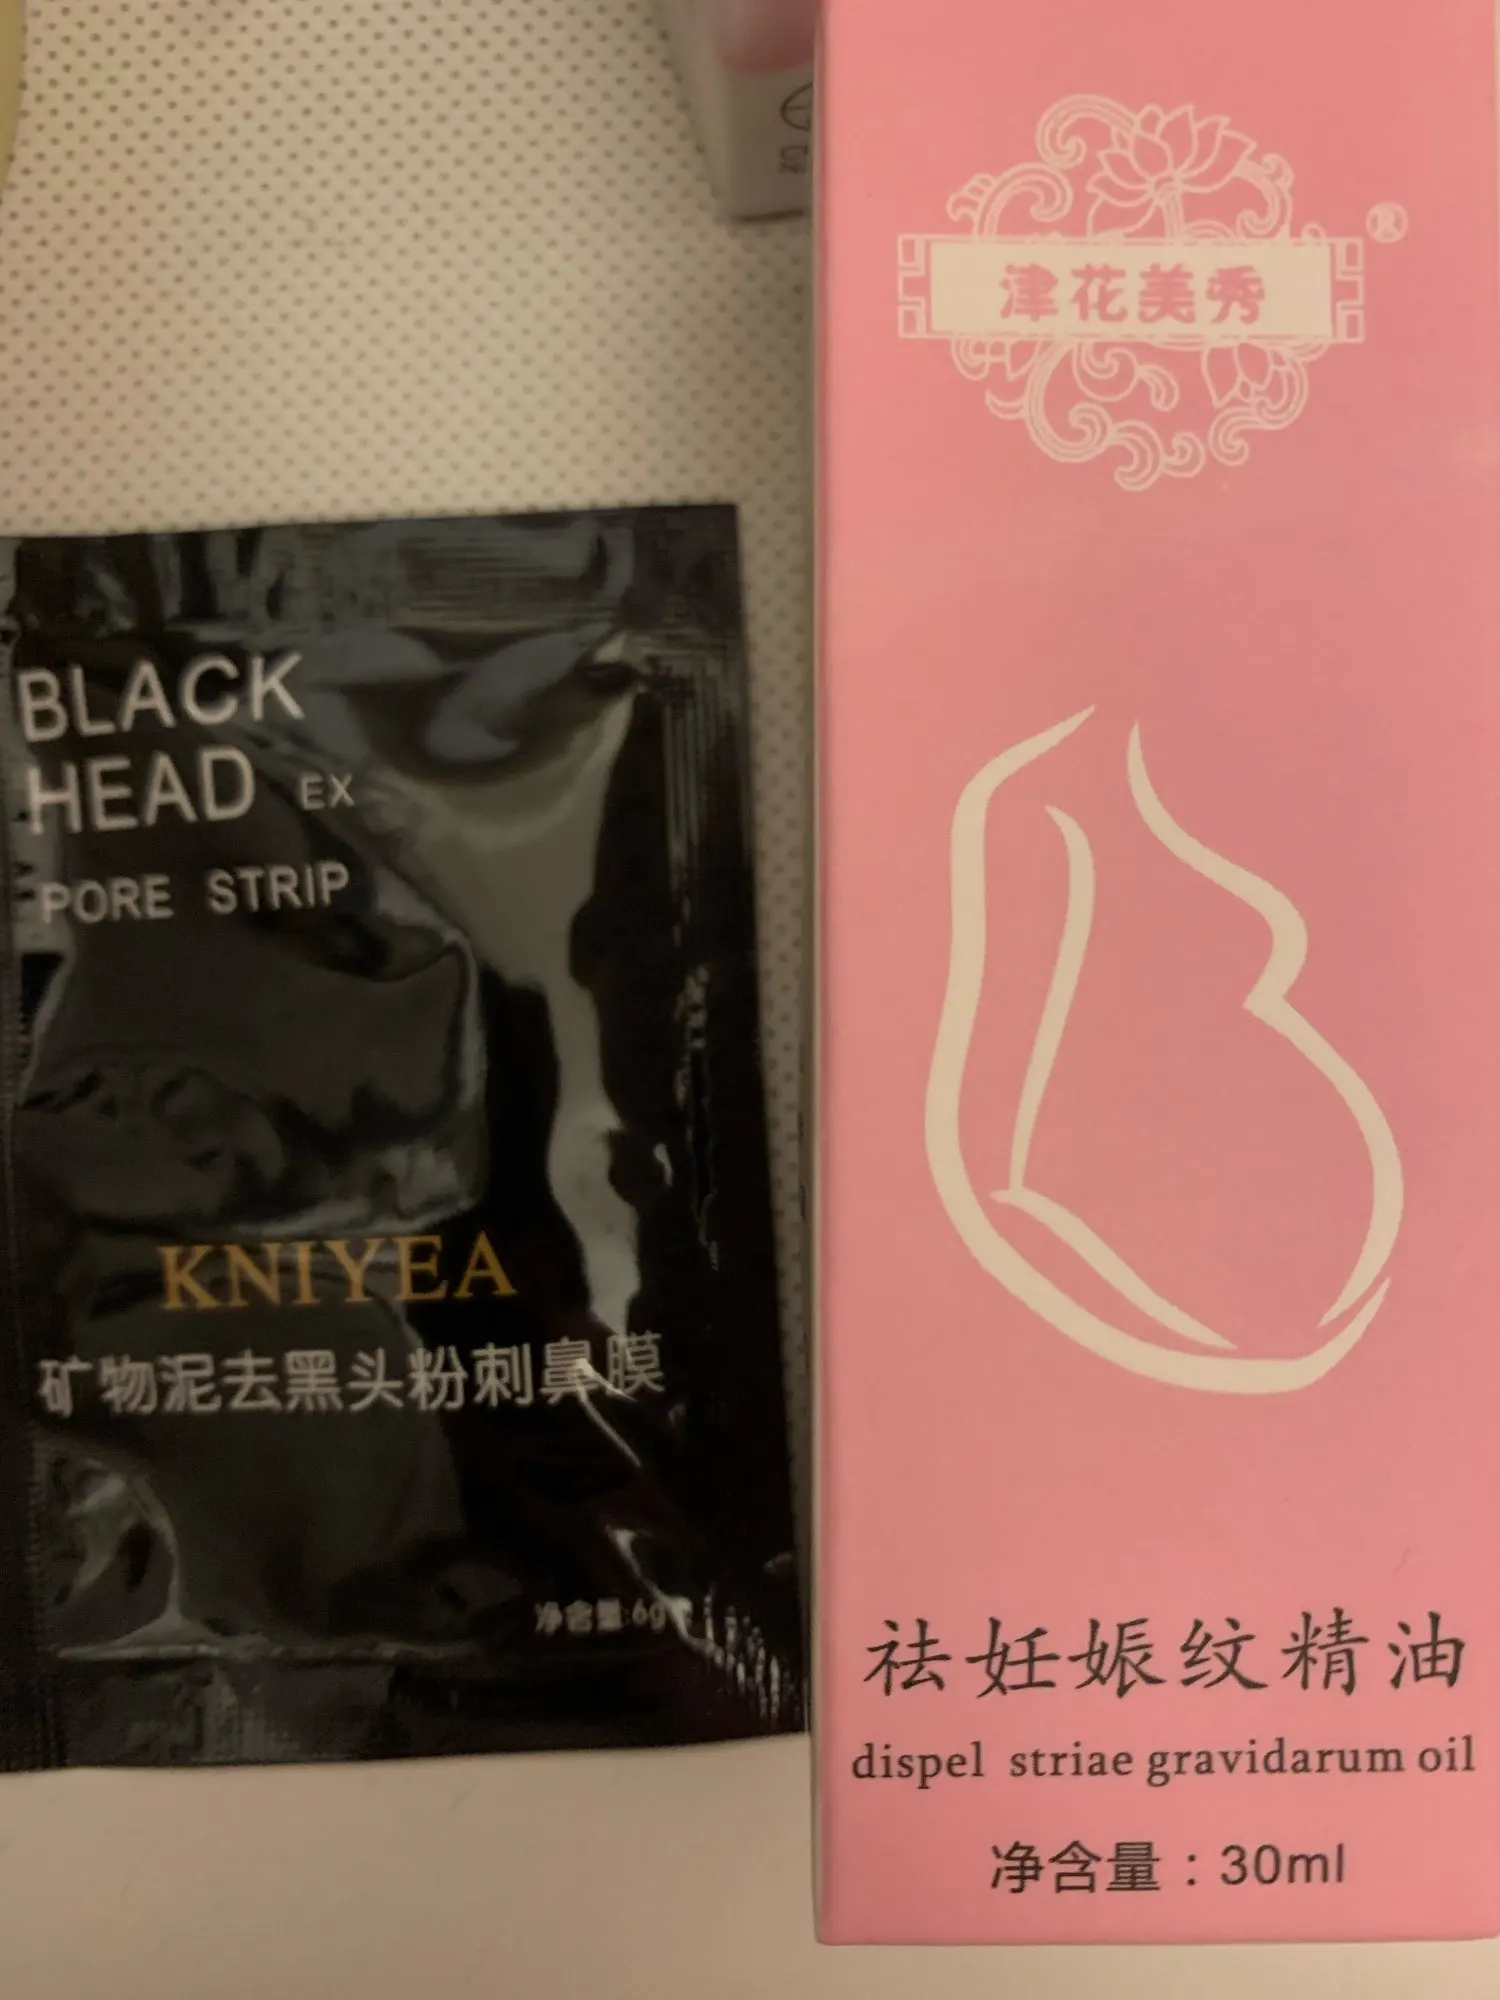 BLACK
HEAD EX
PORE STRIP
KNIYEA
矿物泥去黑头粉刺鼻膜
净含量:6g
津花美秀
®
祛妊娠纹精油
dispel striae gravidarum oil
净含量：30ml